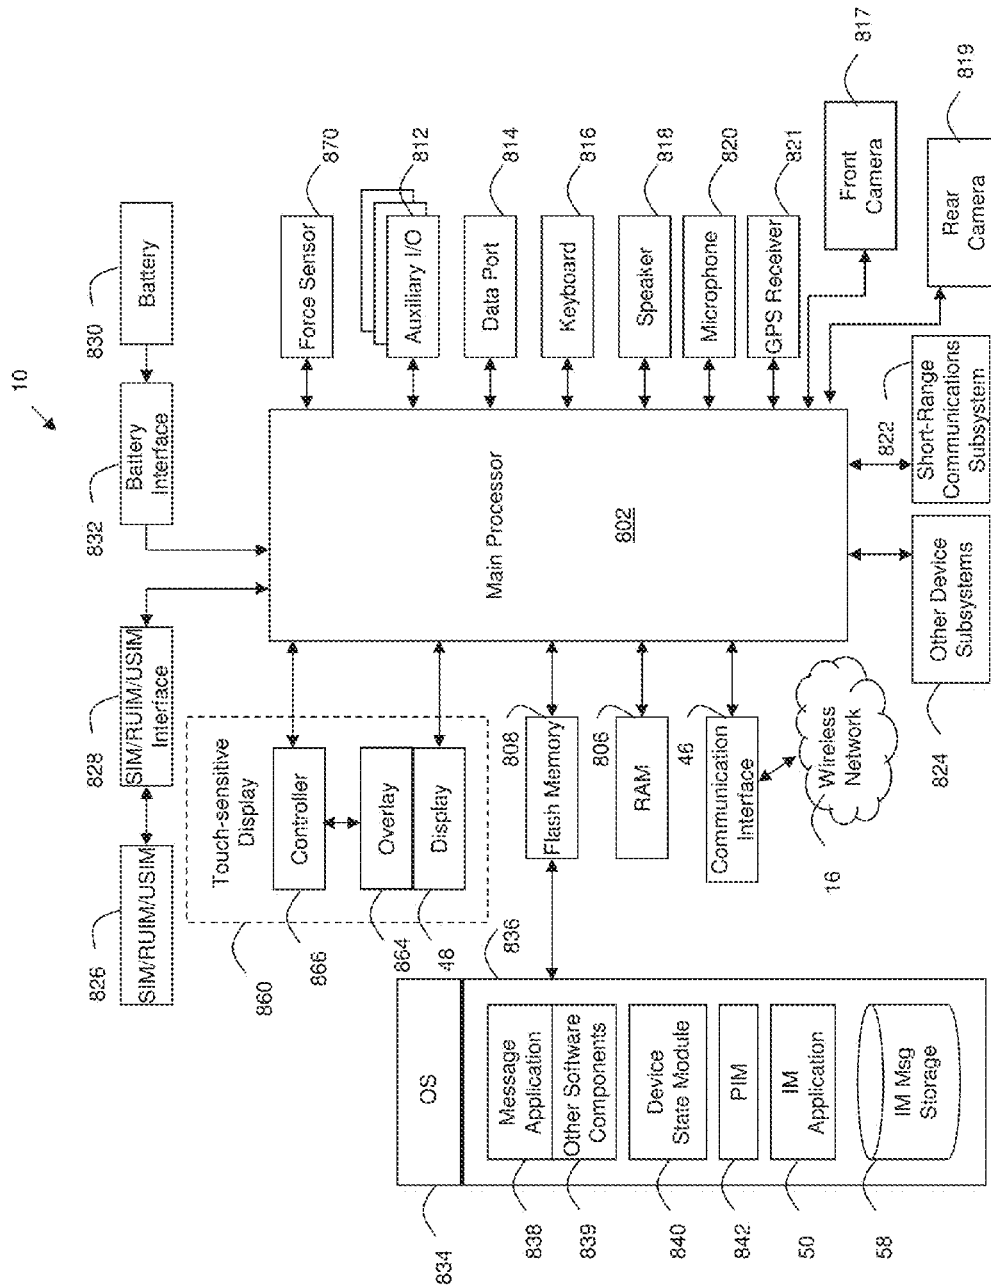 10
830
Battery
832
Battery
Interface
828
SIM/RUIM/USIM
Interface
826
SIM/RUIM/USIM
Main Processor
802
Force Sensor
870
Auxiliary I/O
812
Data Port
814
Keyboard
816
Speaker
818
Microphone
820
GPS Receiver
821
Front
Camera
817
Rear
Camera
819
822
Short-Range
Communications
Subsystem
Other Device
Subsystems
824
Touch-sensitive
Display
Controller
Overlay
Display
860
866
864
48
808
Flash Memory
806
RAM
46
Communication
Interface
Wireless
Network
16
836
OS
834
Message
Application
838
Other Software
Components
839
Device
State Module
840
PIM
842
IM
Application
50
IM Msg
Storage
58